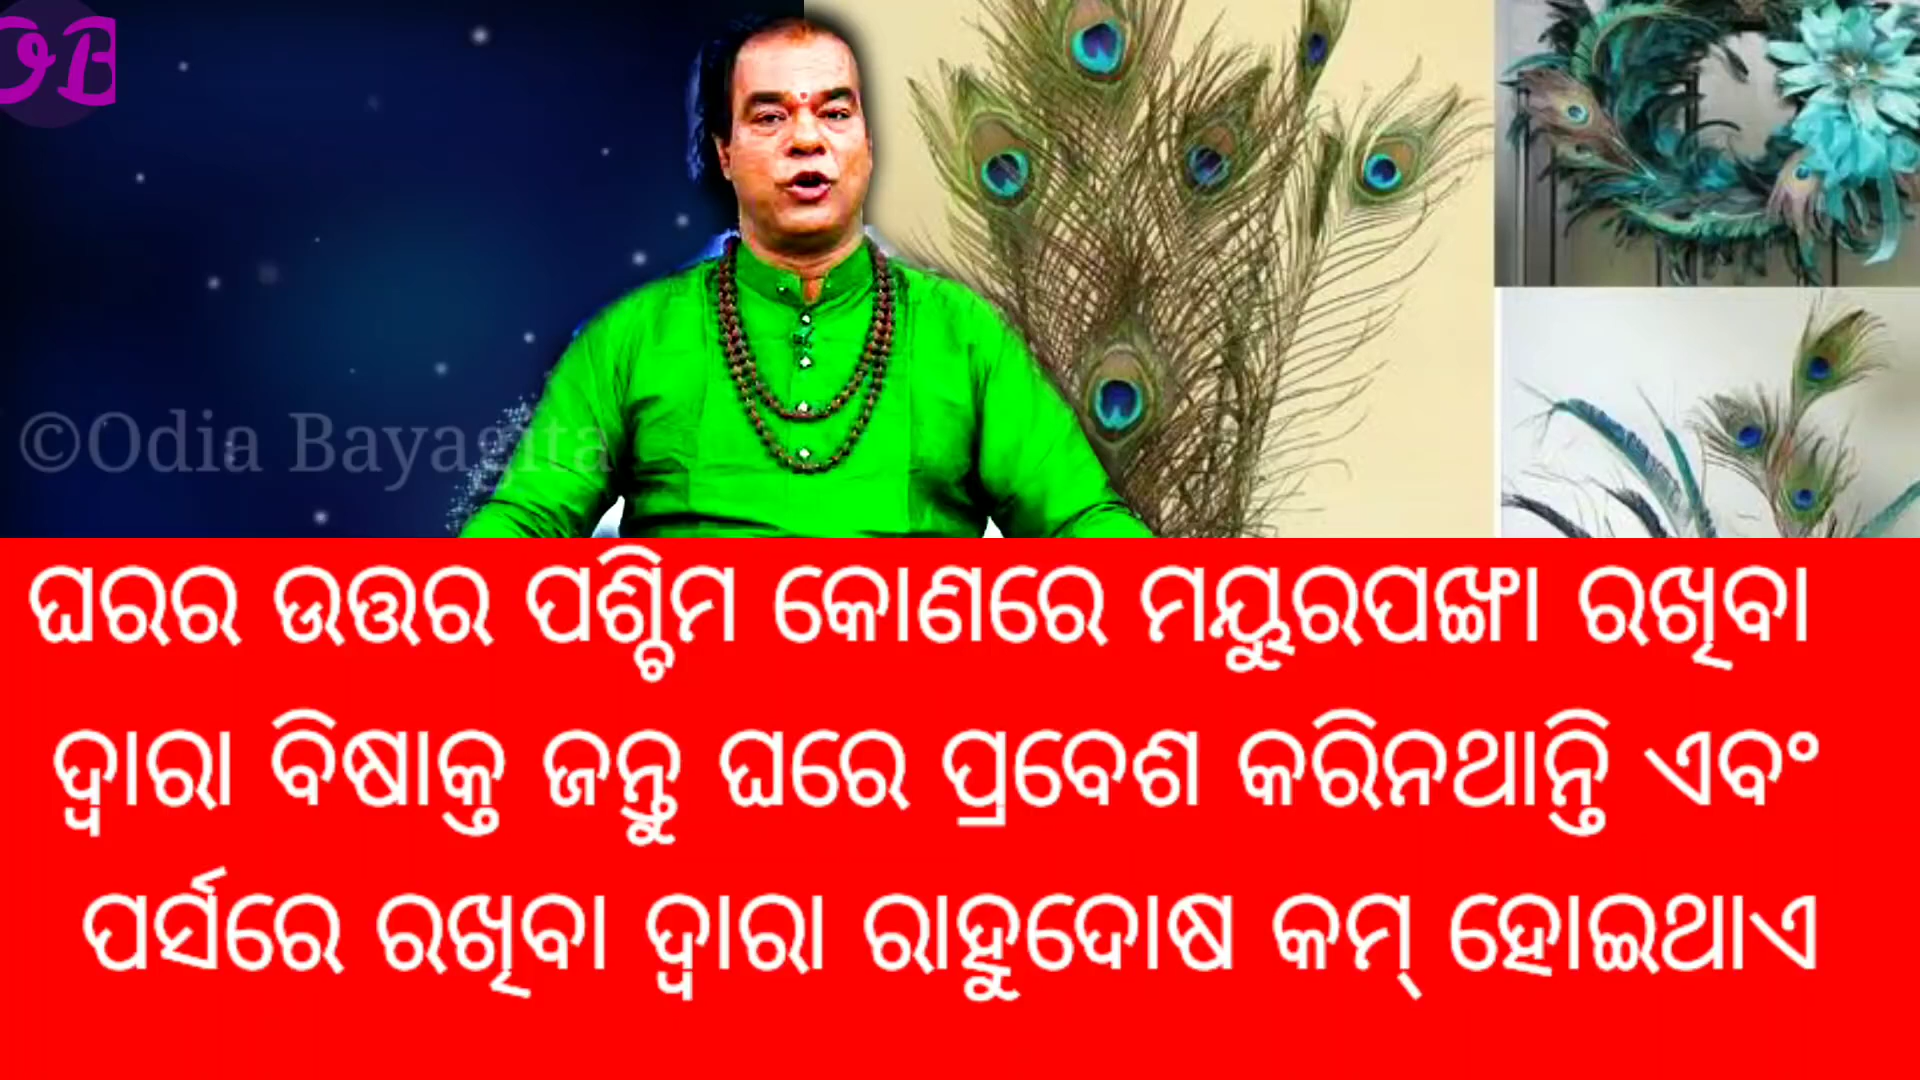 OB
©Odia Bayagita
ଘରର ଉତ୍ତର ପଶ୍ଚିମ କୋଣରେ ମୟୁରପଙ୍ଖା ରଖିବା
ଦ୍ୱାରା ବିଷାକ୍ତ ଜନ୍ତୁ ଘରେ ପ୍ରବେଶ କରିନଥାନ୍ତି ଏବଂ
ପର୍ସରେ ରଖିବା ଦ୍ୱାରା ରାହୁଦୋଷ କମ୍ ହୋଇଥାଏ